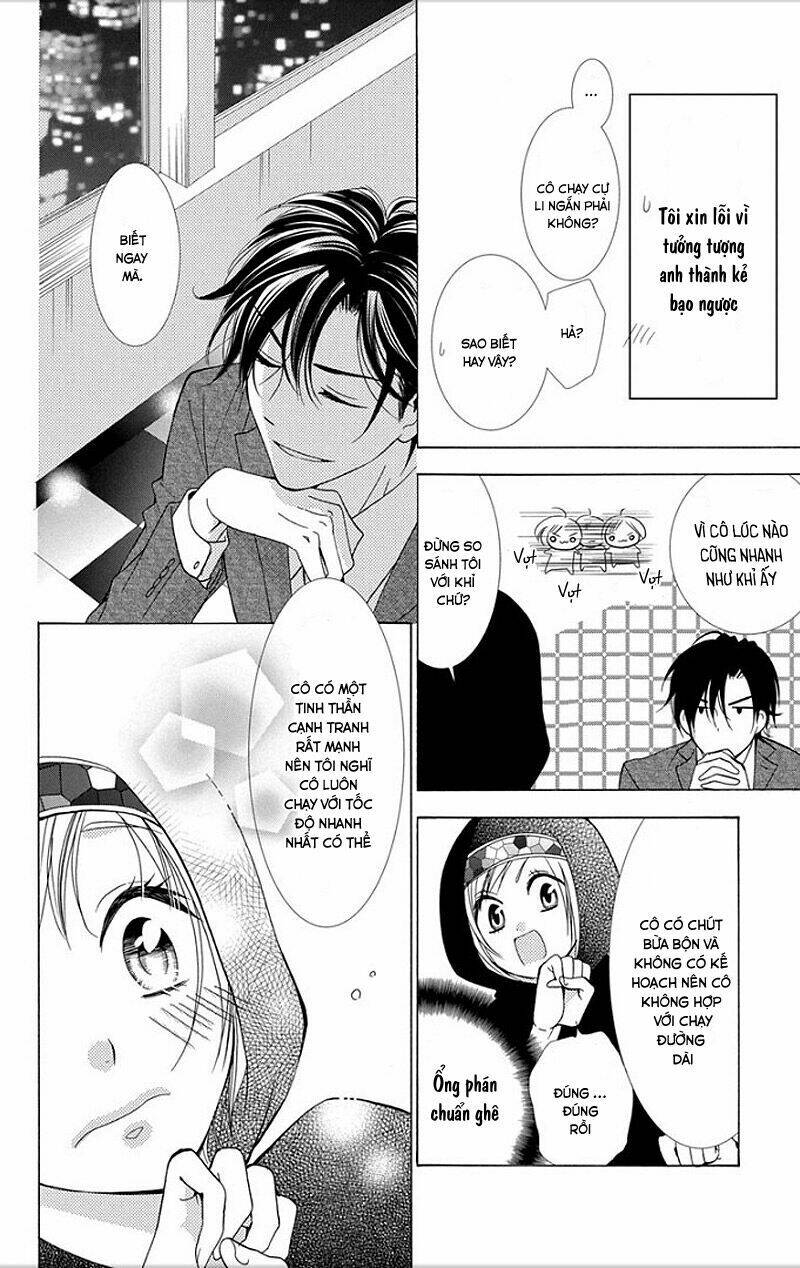 Tôi xin lỗi vì
tưởng tượng
anh thành kẻ
bạo ngược
...
CÔ CHẠY CỰ
LI NGẮN PHẢI
KHÔNG?
HẢ?
SAO BIẾT
HAY VẬY?
VÌ CÔ LÚC NÀO
CŨNG NHANH
NHƯ KHỈ ẤY
Vụt
Vụt
Vụt
ĐỪNG SO
SÁNH TÔI
VỚI KHỈ
CHỨ?
CÔ CÓ CHÚT
BỪA BỘN VÀ
KHÔNG CÓ KẾ
HOẠCH NÊN CÔ
KHÔNG HỢP
VỚI CHẠY
ĐƯỜNG
DÀI
ĐÚNG ...
ĐÚNG
RỒI
Ổng phán
chuẩn ghê
BIẾT
NGAY
MÀ.
CÔ CÓ MỘT
TINH THẦN
CẠNH TRANH
RẤT MẠNH
NÊN TÔI NGHĨ
CÔ LUÔN
CHẠY VỚI TỐC
ĐỘ NHANH
NHẤT CÓ THỂ